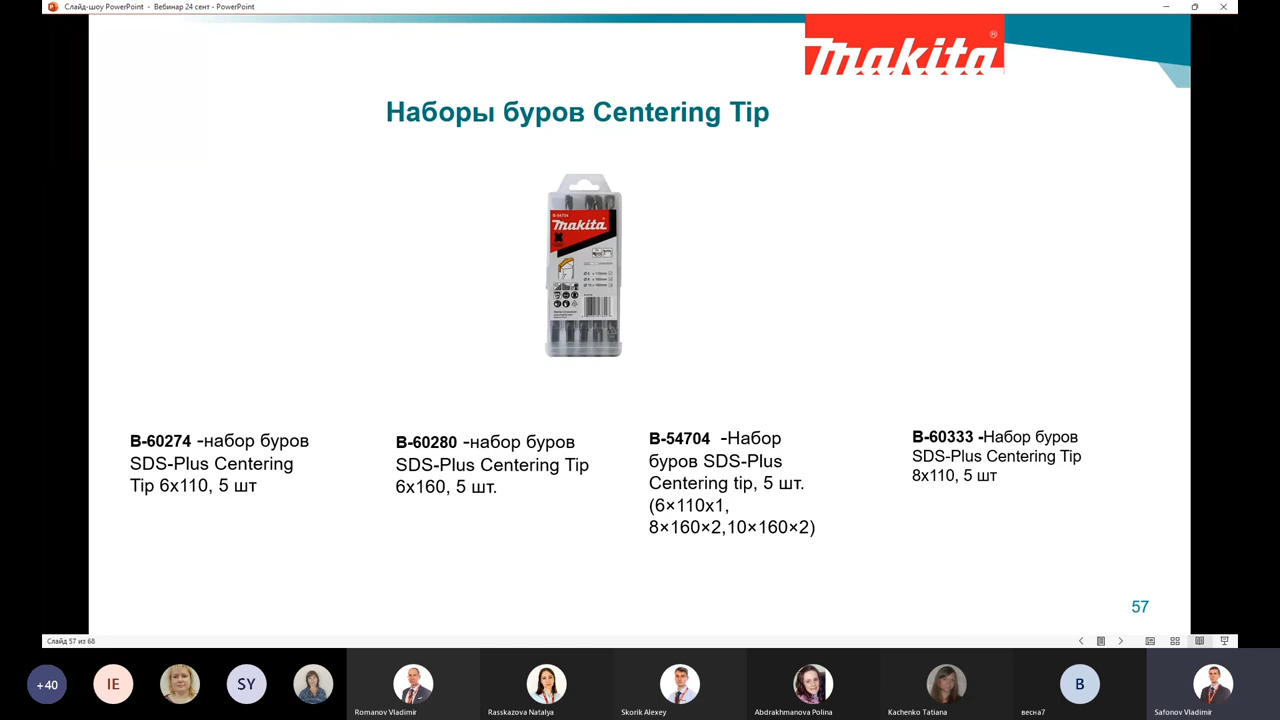 Слайд-шоу PowerPoint - Вебинар 24 сент - PowerPoint
makita®
Наборы буров Centering Tip
B-54704
makita
B-60274 -набор буров
SDS-Plus Centering
Tip 6x110, 5 шт
B-60280 -набор буров
SDS-Plus Centering Tip
6x160, 5 шт.
B-54704 -Набор
буров SDS-Plus
Centering tip, 5 шт.
(6×110x1,
8×160×2,10×160×2)
B-60333 -Набор буров
SDS-Plus Centering Tip
8x110, 5 шт
57
Слайд 57 из 68
+40
IE
SY
B
Romanov Vladimir
Rasskazova Natalya
Skorik Alexey
Abdrakhmanova Polina
Kachenko Tatiana
весна7
Safonov Vladimir